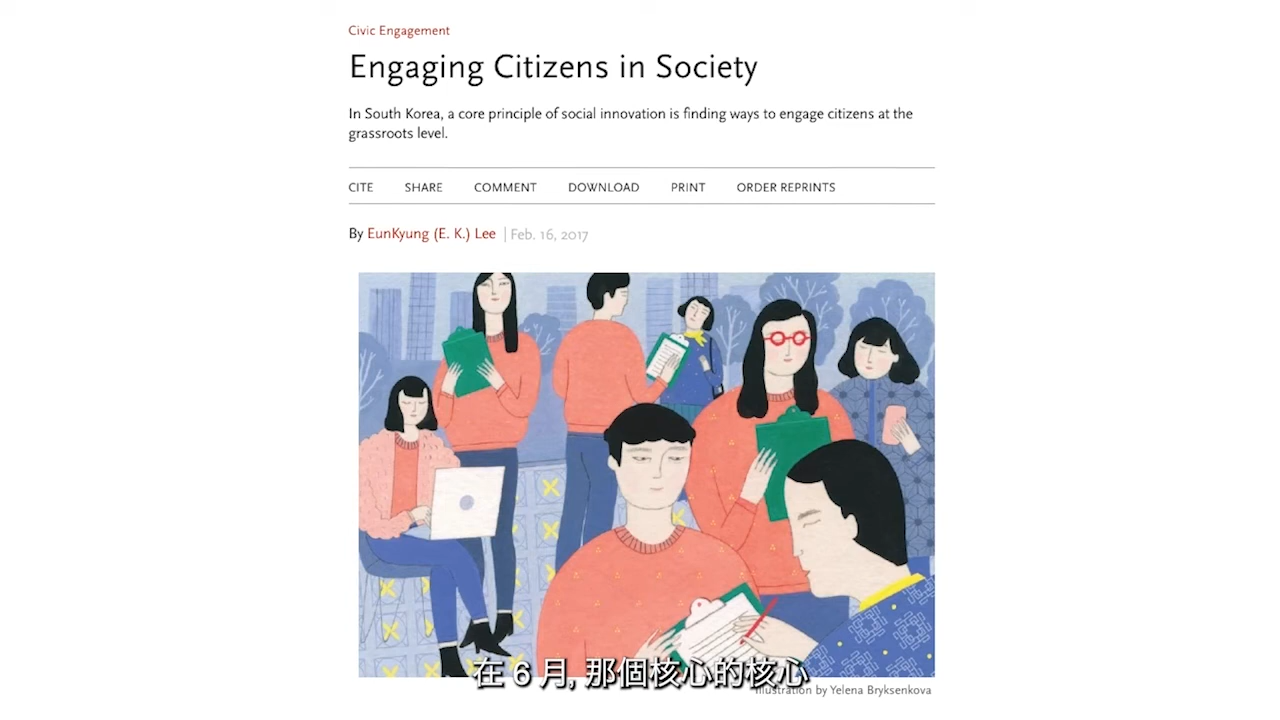 Civic Engagement
Engaging Citizens in Society
In South Korea, a core principle of social innovation is finding ways to engage citizens at the
grassroots level.
CITE SHARE COMMENT DOWNLOAD PRINT ORDER REPRINTS
By EunKyung (E. K.) Lee | Feb. 16, 2017
在 6 月, 那個核心的核心
Illustration by Yelena Bryksenkova